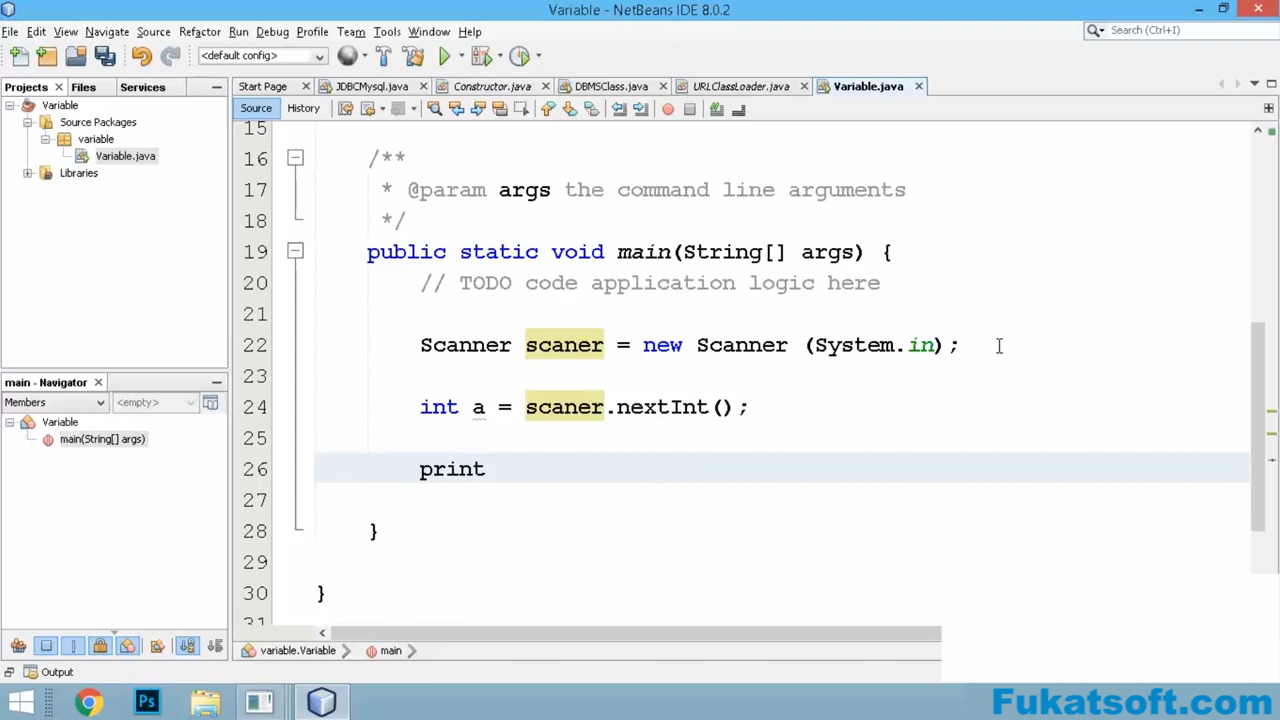 Variable - NetBeans IDE 8.0.2
File Edit View Navigate Source Refactor Run Debug Profile Team Tools Window Help
Search (Ctrl+I)
<default config>
Projects Files Services
Start Page JDBCMysql.java Constructor.java DBMSClass.java URLClassLoader.java Variable.java
Source History
Variable
Source Packages
variable
Variable.java
Libraries
15
16 /**
17 * @param args the command line arguments
18 */
19 public static void main(String[] args) {
20 // TODO code application logic here
21
22 Scanner scaner = new Scanner (System.in);
23
24 int a = scaner.nextInt();
25
26 print
27
28 }
29
30 }
31
main - Navigator
Members <empty>
Variable
main(String[] args)
variable.Variable main
Output
Ps
Fukatsoft.com